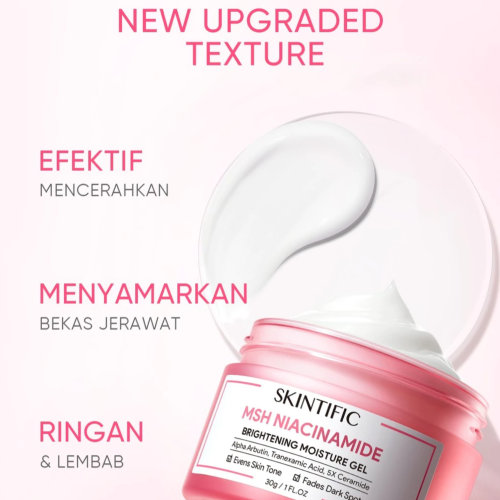 NEW UPGRADED
TEXTURE
EFEKTIF
MENCERAHKAN
MENYAMARKAN
BEKAS JERAWAT
RINGAN
& LEMBAB
SKINTIFIC
MSH NIACINAMIDE
BRIGHTENING MOISTURE GEL
Alpha Arbutin, Tranexamic Acid, 5X Ceramide
Evens Skin Tone
Fades Dark Spot
30g / 1 FL.OZ